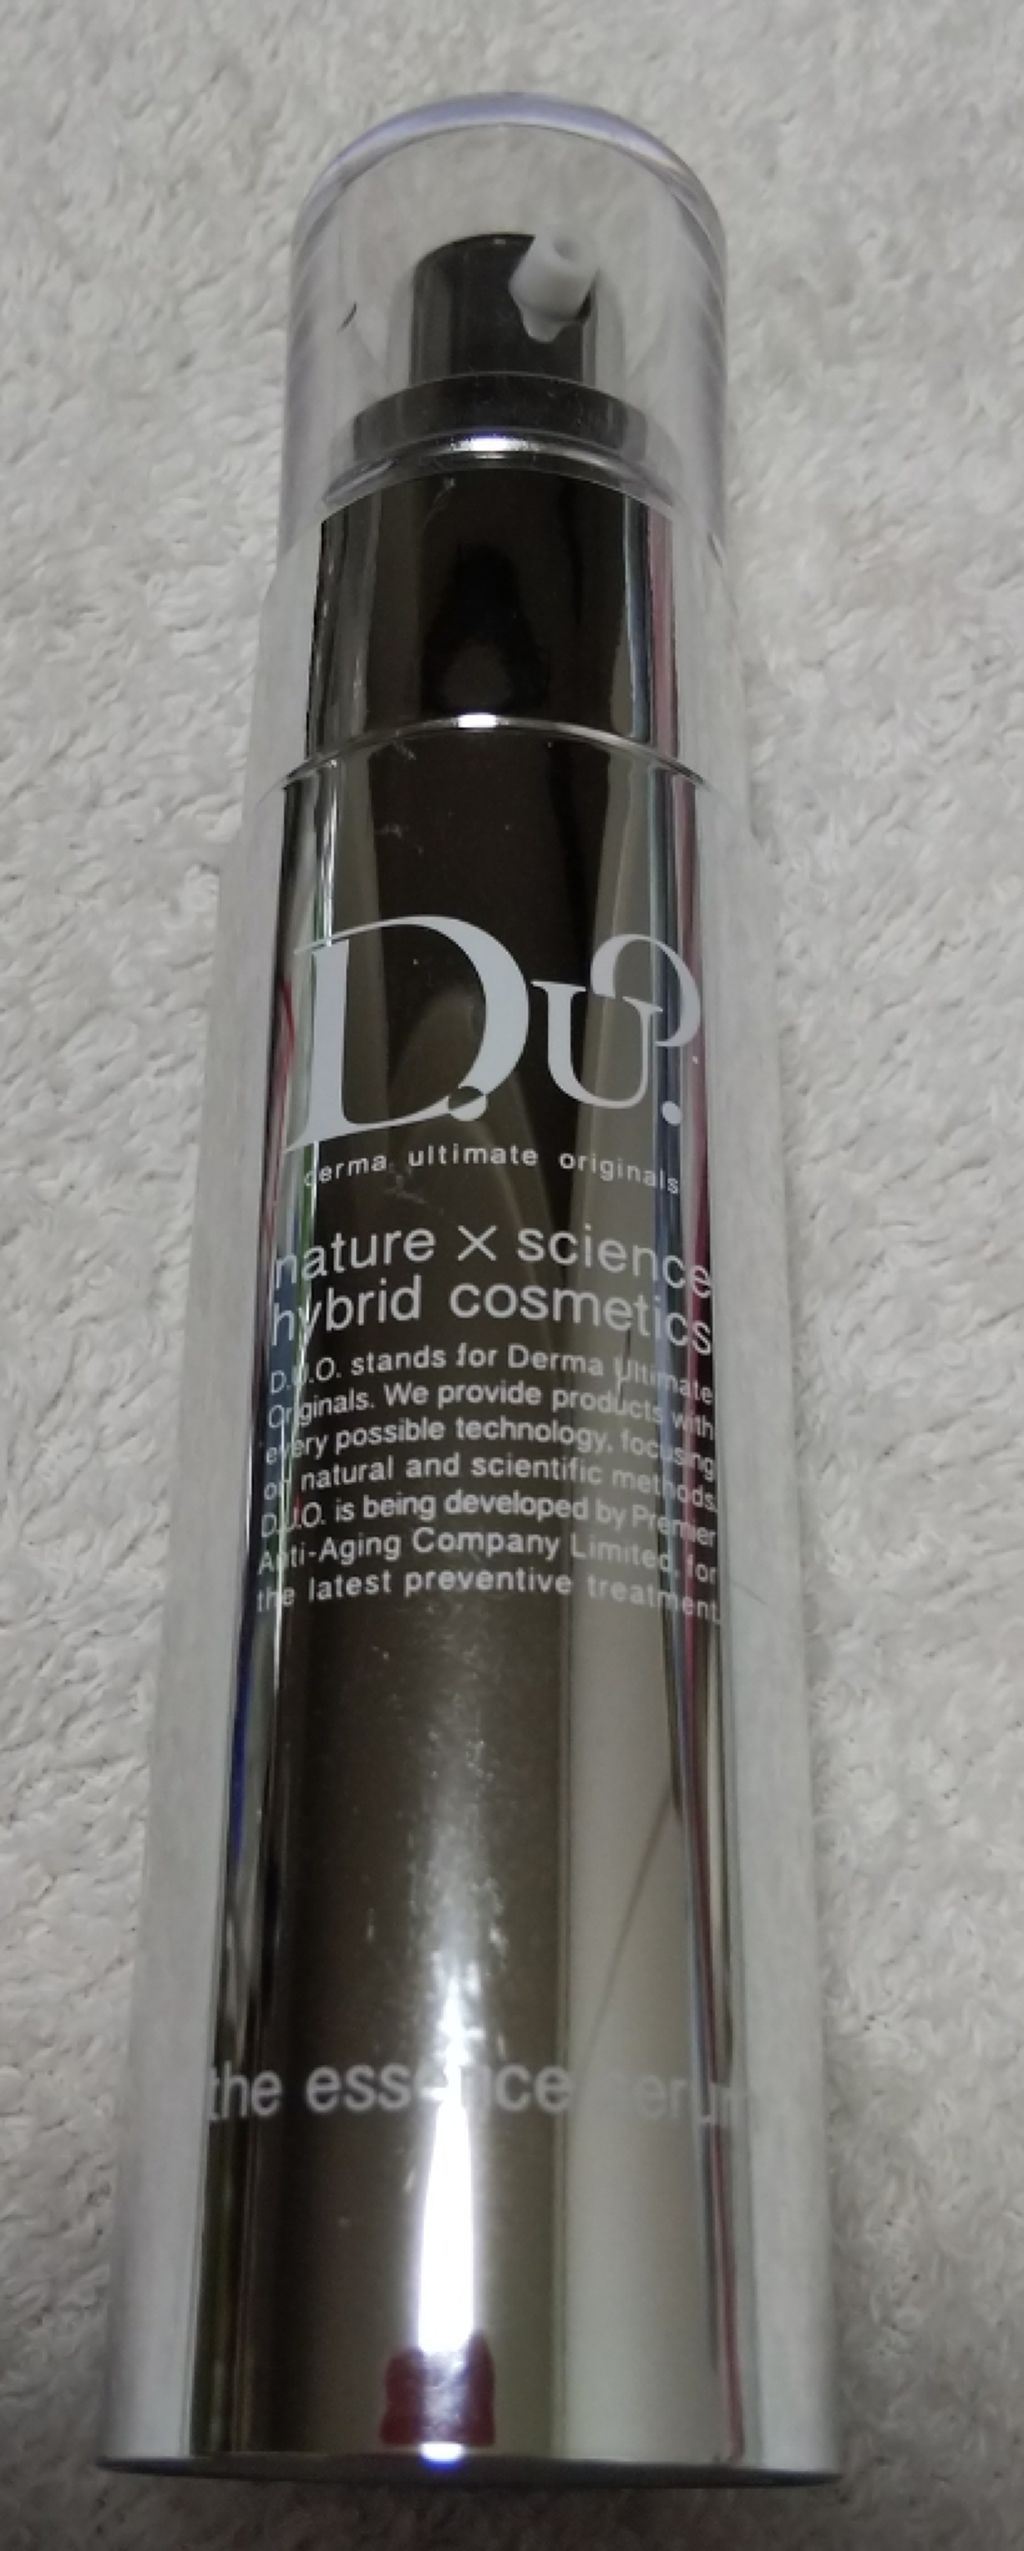 D.U.O.
derma ultimate originals
nature × science
hybrid cosmetics
D.U.O. stands for Derma Ultimate
Originals. We provide products with
every possible technology, focusing
on natural and scientific methods.
D.U.O. is being developed by Premier
Anti-Aging Company Limited, for
the latest preventive treatment.
the essence serum